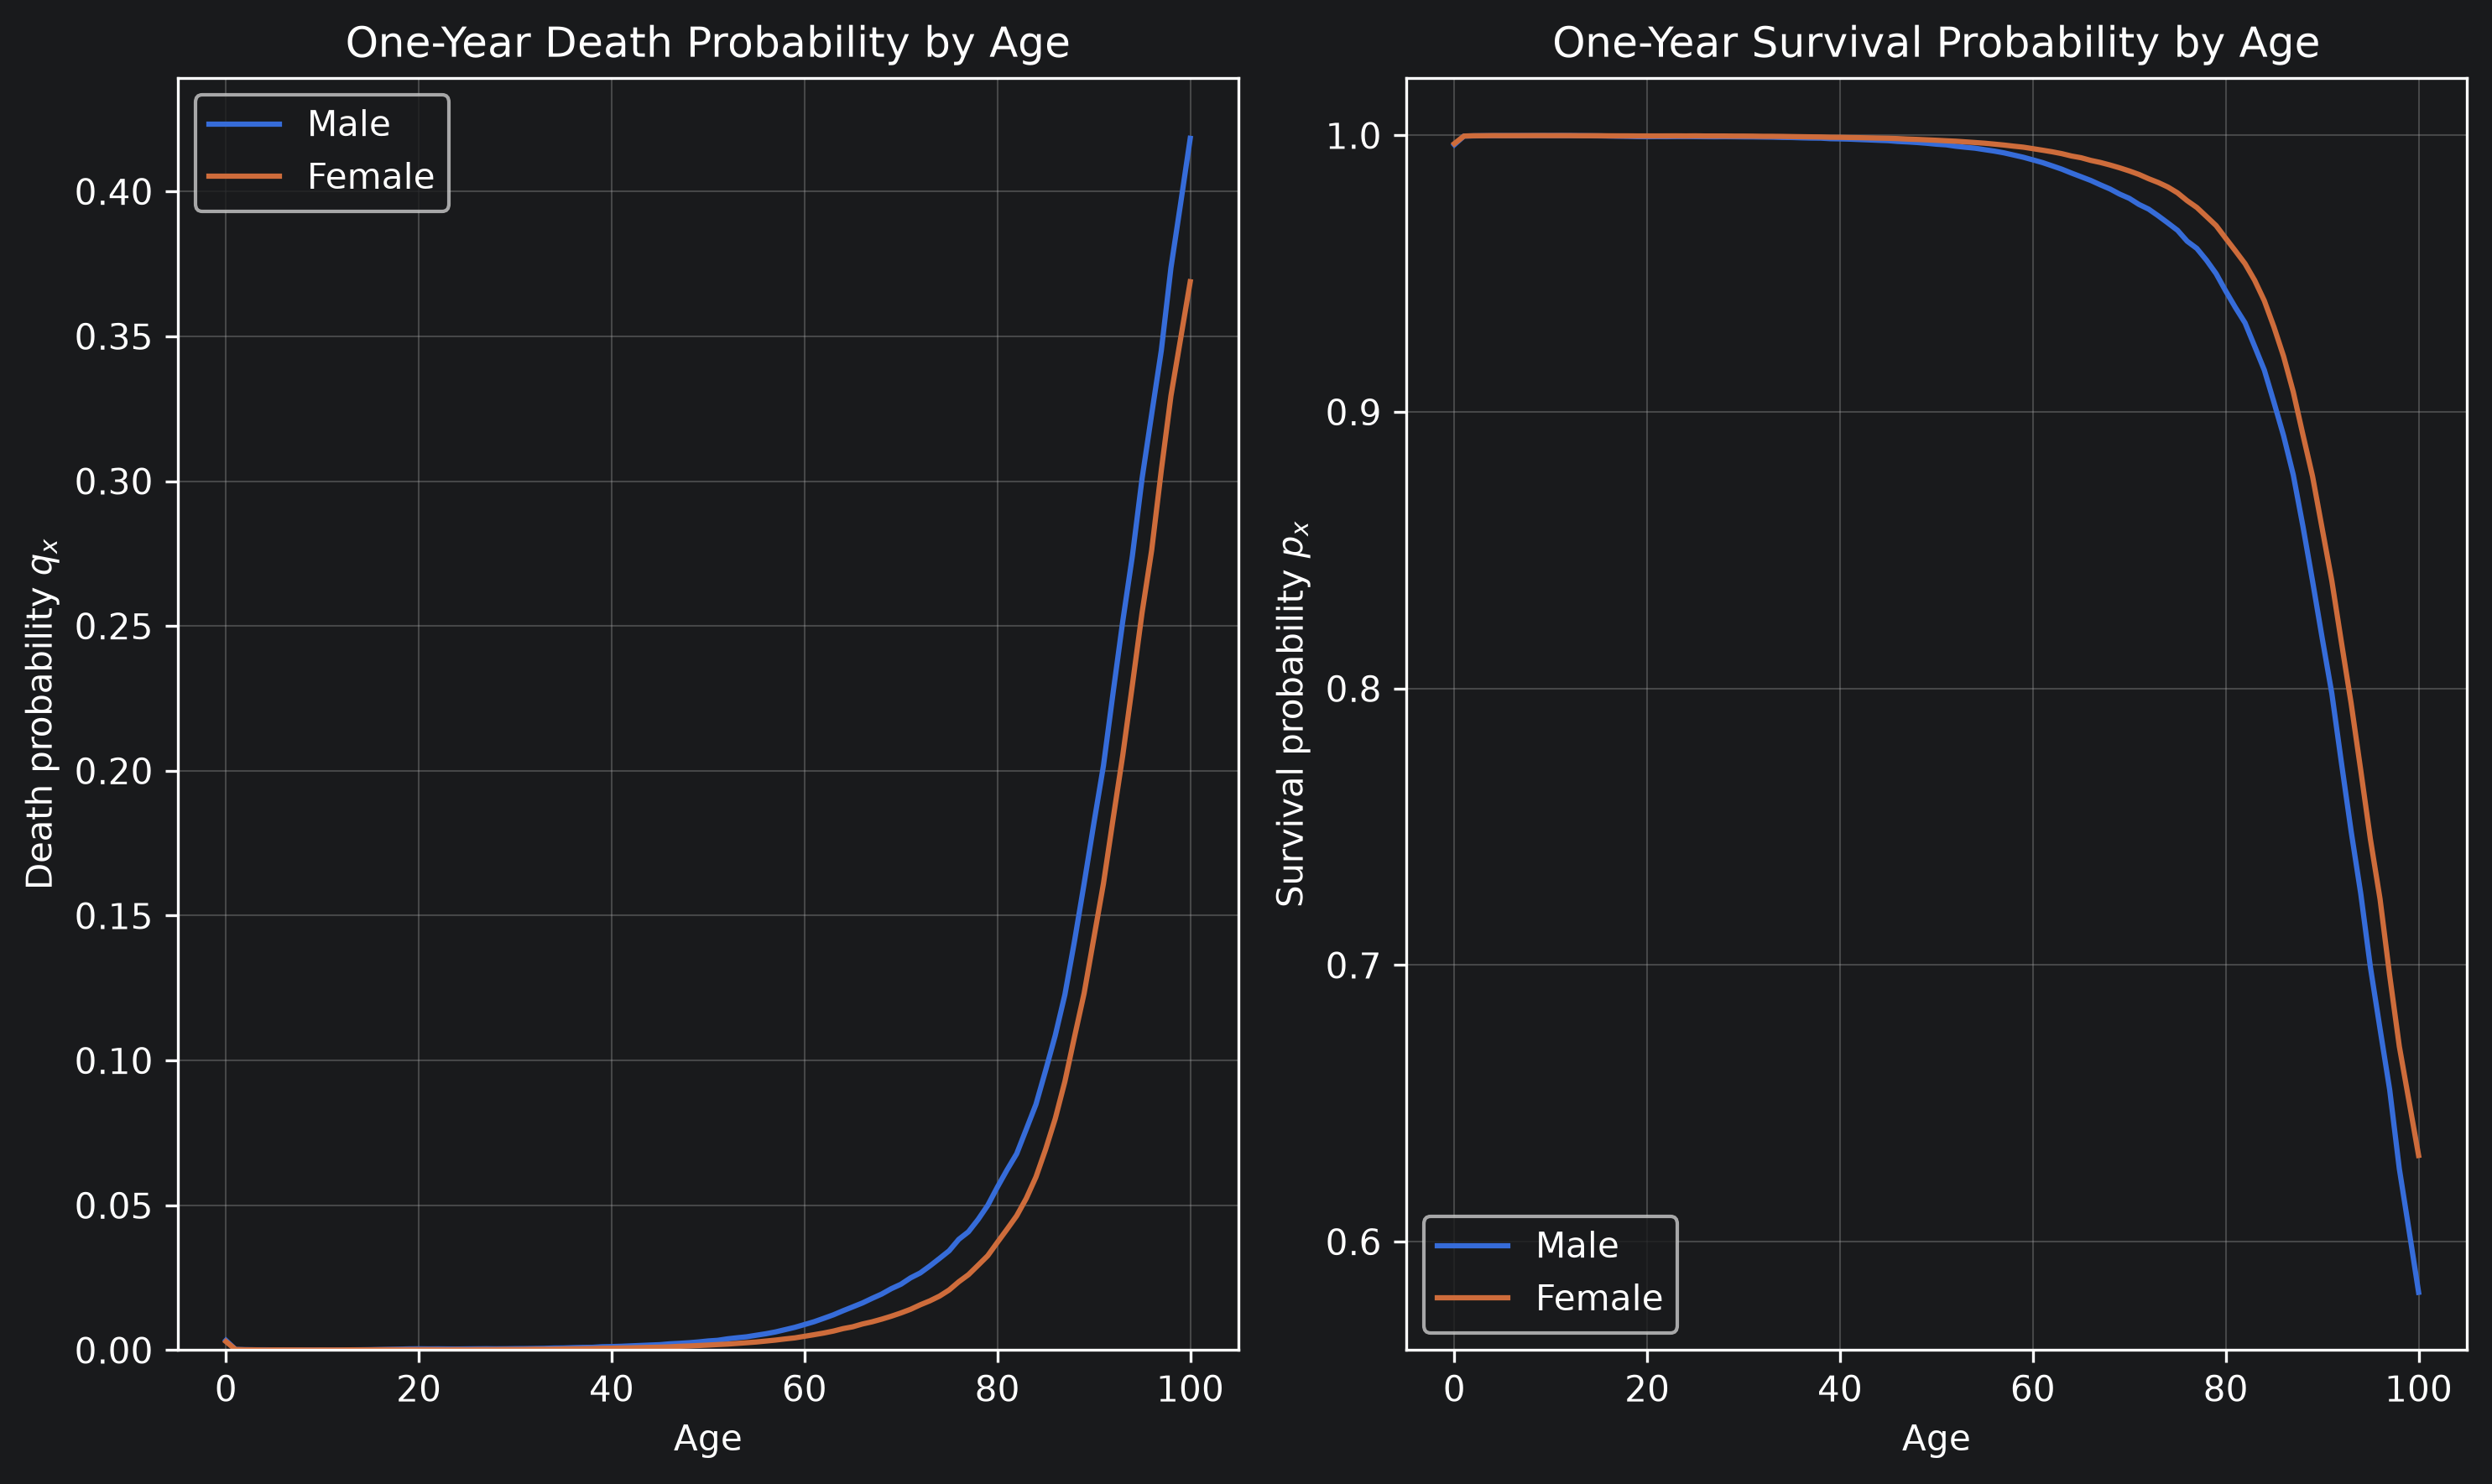 One-Year Death Probability by Age
Male
Female
0.40
0.35
0.30
0.25
0.20
0.15
0.10
0.05
0.00
Death probability qₓ
0 20 40 60 80 100
Age
One-Year Survival Probability by Age
1.0
0.9
0.8
0.7
0.6
Survival probability pₓ
Male
Female
0 20 40 60 80 100
Age